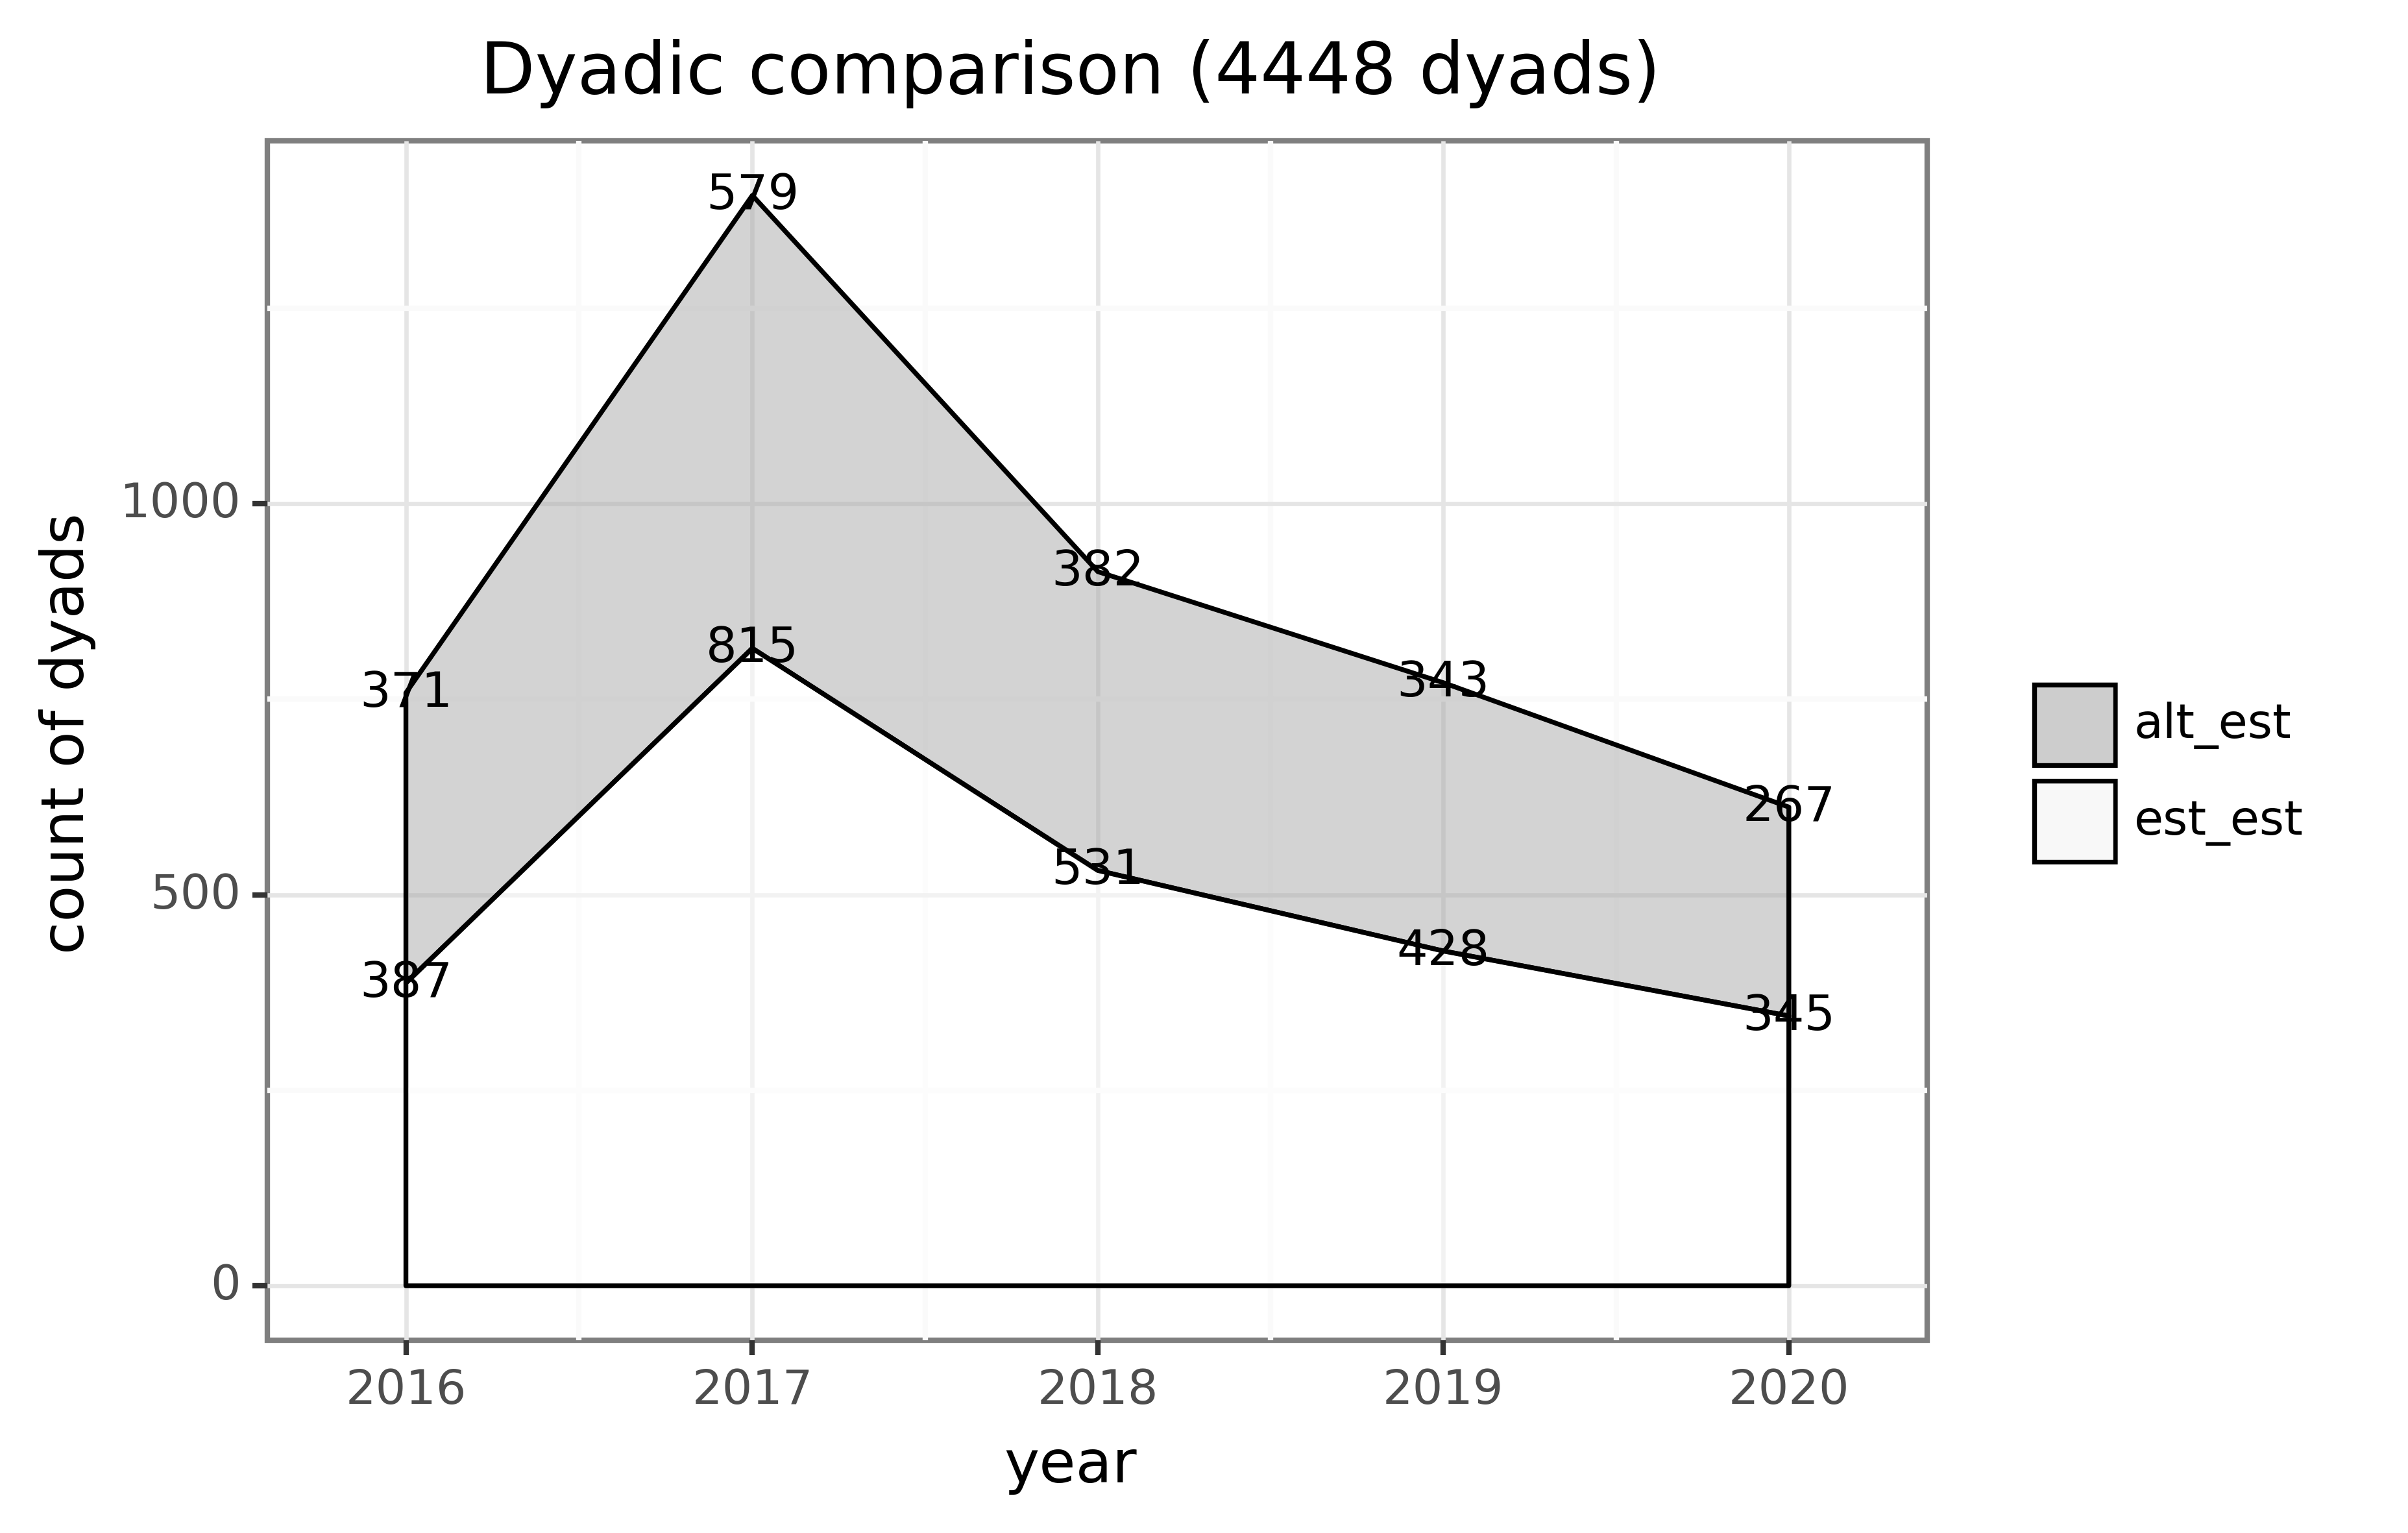 Dyadic comparison (4448 dyads)
count of dyads
1000
500
0
579
382
815
371
343
267
531
428
387
345
alt_est
est_est
2016 2017 2018 2019 2020
year